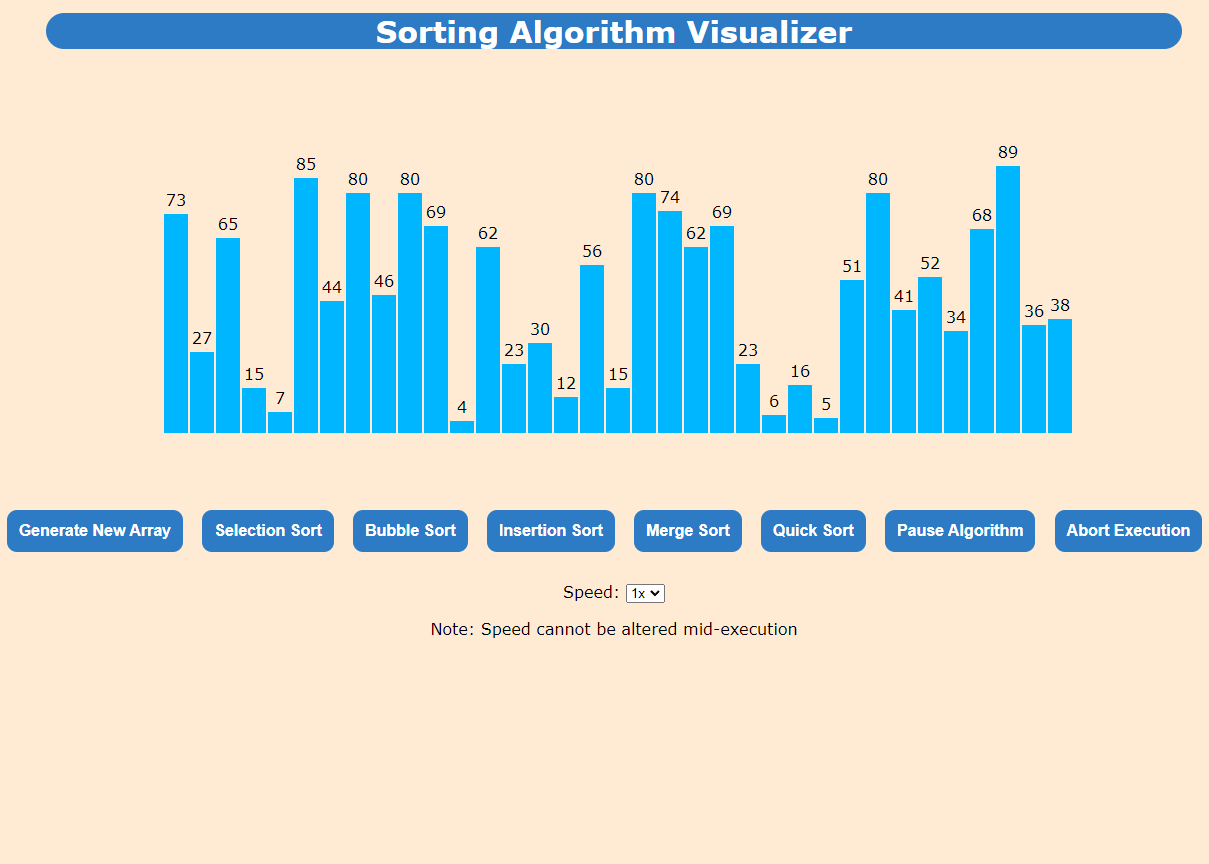 Sorting Algorithm Visualizer
73 27 65 15 7 85 44 80 46 80 69 4 62 23 30 12 56 15 80 74 62 69 23 6 16 5 51 80 41 52 34 68 89 36 38
Generate New Array Selection Sort Bubble Sort Insertion Sort Merge Sort Quick Sort Pause Algorithm Abort Execution
Speed: 1x
Note: Speed cannot be altered mid-execution